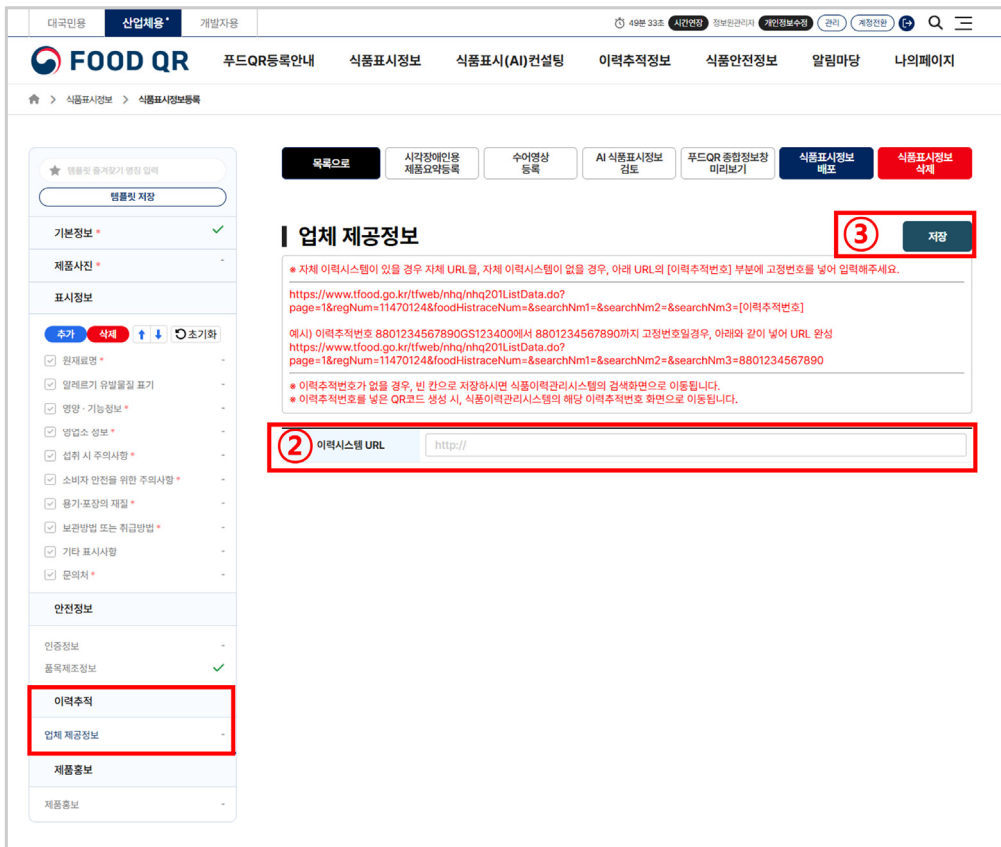 대국민용 산업체용 개발자용
49분 33초 시간연장 정보원관리자 개인정보수정 관리 계정전환
FOOD QR 푸드QR등록안내 식품표시정보 식품표시(AI)컨설팅 이력추적정보 식품안전정보 알림마당 나의페이지
> 식품표시정보 > 식품표시정보등록
템플릿 즐겨찾기 명칭 입력
템플릿 저장
기본정보 *
제품사진 * -
표시정보
추가 삭제 ↑ ↓ 초기화
원재료명 * -
알레르기 유발물질 표기 -
영양 · 기능정보 * -
영업소 정보 * -
섭취 시 주의사항 * -
소비자 안전을 위한 주의사항 * -
용기·포장의 재질 * -
보관방법 또는 취급방법 * -
기타 표시사항 -
문의처 * -
안전정보
인증정보 -
품목제조정보
이력추적
업체 제공정보 -
제품홍보
제품홍보 -
목록으로
시각장애인용
제품요약등록
수어영상
등록
AI 식품표시정보
검토
푸드QR 종합정보창
미리보기
식품표시정보
배포
식품표시정보
삭제
업체 제공정보
③ 저장
※ 자체 이력시스템이 있을 경우 자체 URL을, 자체 이력시스템이 없을 경우, 아래 URL의 [이력추적번호] 부분에 고정번호를 넣어 입력해주세요.
https://www.tfood.go.kr/tfweb/nhq/nhq201ListData.do?
page=1&regNum=11470124&foodHistraceNum=&searchNm1=&searchNm2=&searchNm3=[이력추적번호]
예시) 이력추적번호 8801234567890GS123400에서 8801234567890까지 고정번호일경우, 아래와 같이 넣어 URL 완성
https://www.tfood.go.kr/tfweb/nhq/nhq201ListData.do?
page=1&regNum=11470124&foodHistraceNum=&searchNm1=&searchNm2=&searchNm3=8801234567890
※ 이력추적번호가 없을 경우, 빈 칸으로 저장하시면 식품이력관리시스템의 검색화면으로 이동됩니다.
※ 이력추적번호를 넣은 QR코드 생성 시, 식품이력관리시스템의 해당 이력추적번호 화면으로 이동됩니다.
② 이력시스템 URL http://